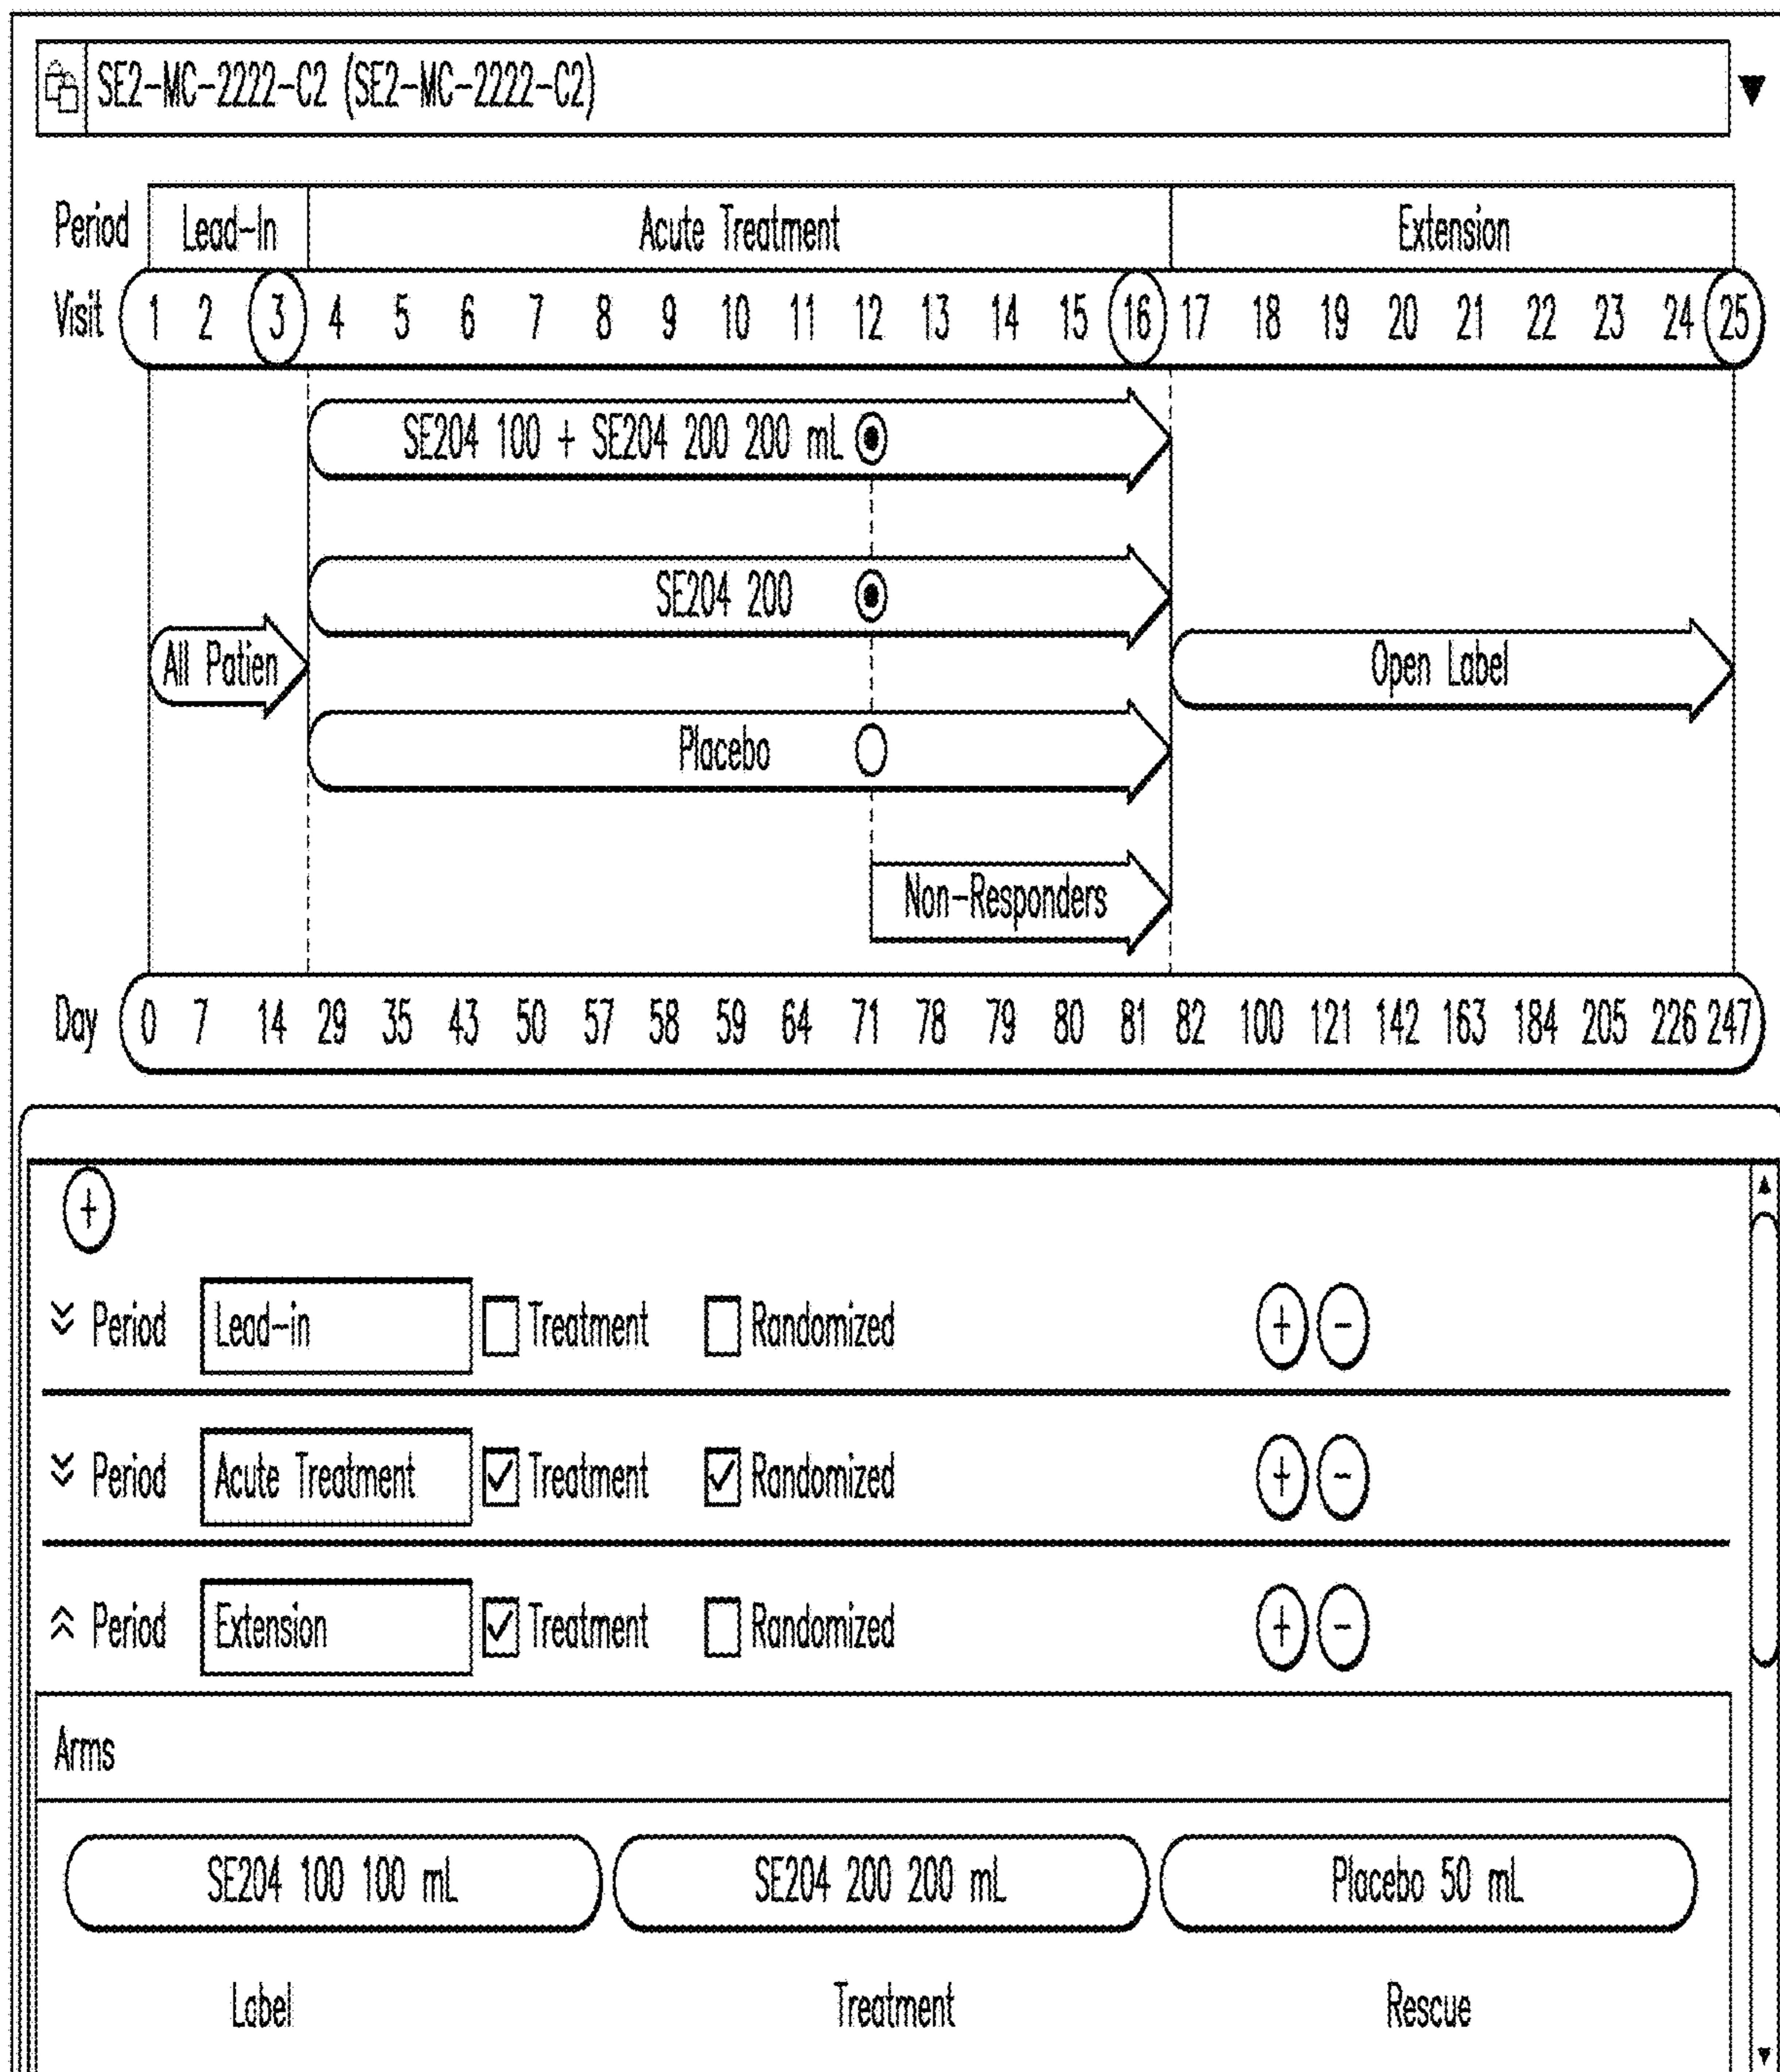 SE2-MC-2222-C2 (SE2-MC-2222-C2)
Period Lead-In Acute Treatment Extension
Visit 1 2 3 4 5 6 7 8 9 10 11 12 13 14 15 16 17 18 19 20 21 22 23 24 25
SE204 100 + SE204 200 200 mL
SE204 200
All Patien
Open Label
Placebo
Non-Responders
Day 0 7 14 29 35 43 50 57 58 59 64 71 78 79 80 81 82 100 121 142 163 184 205 226 247
+
Period Lead-in Treatment Randomized + -
Period Acute Treatment Treatment Randomized + -
Period Extension Treatment Randomized + -
Arms
SE204 100 100 mL SE204 200 200 mL Placebo 50 mL
Label Treatment Rescue